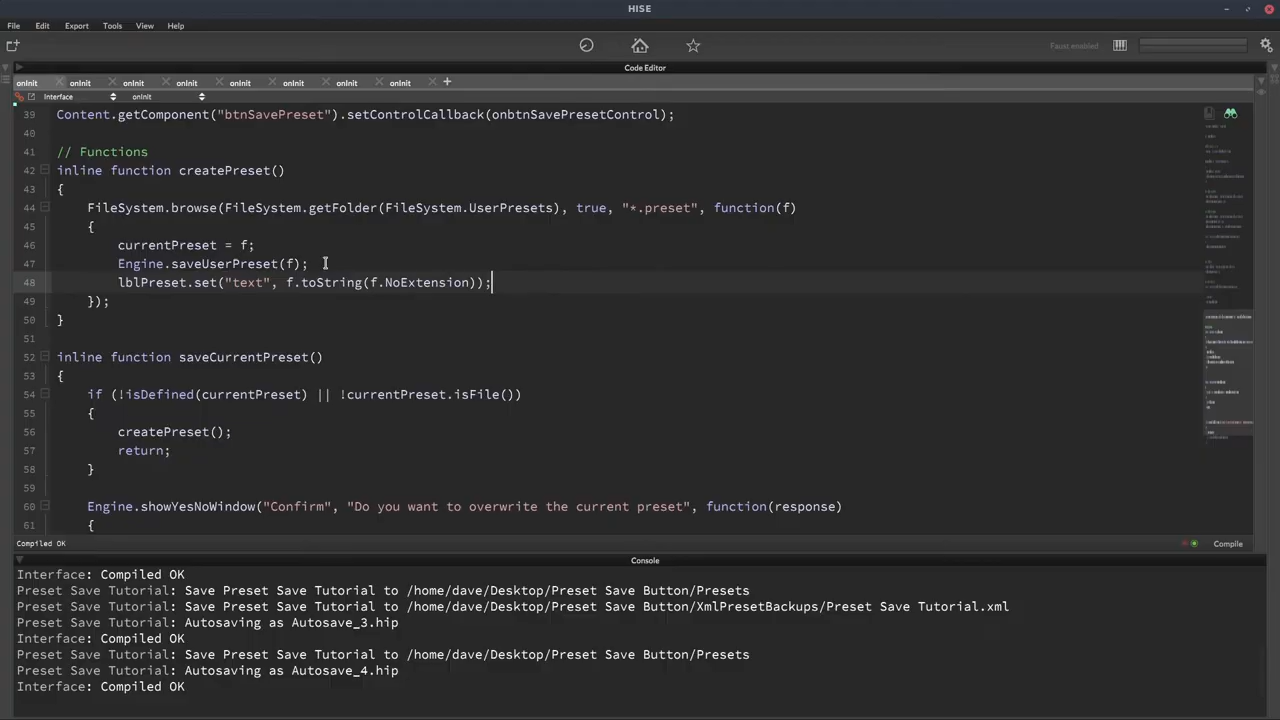 HISE
File Edit Export Tools View Help
Faust enabled
Code Editor
onInit onInit onInit onInit onInit onInit onInit onInit +
Interface onInit
39 Content.getComponent("btnSavePreset").setControlCallback(onbtnSavePresetControl);
40
41 // Functions
42 inline function createPreset()
43 {
44 FileSystem.browse(FileSystem.getFolder(FileSystem.UserPresets), true, "*.preset", function(f)
45 {
46 currentPreset = f;
47 Engine.saveUserPreset(f);
48 lblPreset.set("text", f.toString(f.NoExtension));
49 });
50 }
51
52 inline function saveCurrentPreset()
53 {
54 if (!isDefined(currentPreset) || !currentPreset.isFile())
55 {
56 createPreset();
57 return;
58 }
59
60 Engine.showYesNoWindow("Confirm", "Do you want to overwrite the current preset", function(response)
61 {
Compiled OK Compile
Console
Interface: Compiled OK
Preset Save Tutorial: Save Preset Save Tutorial to /home/dave/Desktop/Preset Save Button/Presets
Preset Save Tutorial: Save Preset Save Tutorial to /home/dave/Desktop/Preset Save Button/XmlPresetBackups/Preset Save Tutorial.xml
Preset Save Tutorial: Autosaving as Autosave_3.hip
Interface: Compiled OK
Preset Save Tutorial: Save Preset Save Tutorial to /home/dave/Desktop/Preset Save Button/Presets
Preset Save Tutorial: Autosaving as Autosave_4.hip
Interface: Compiled OK